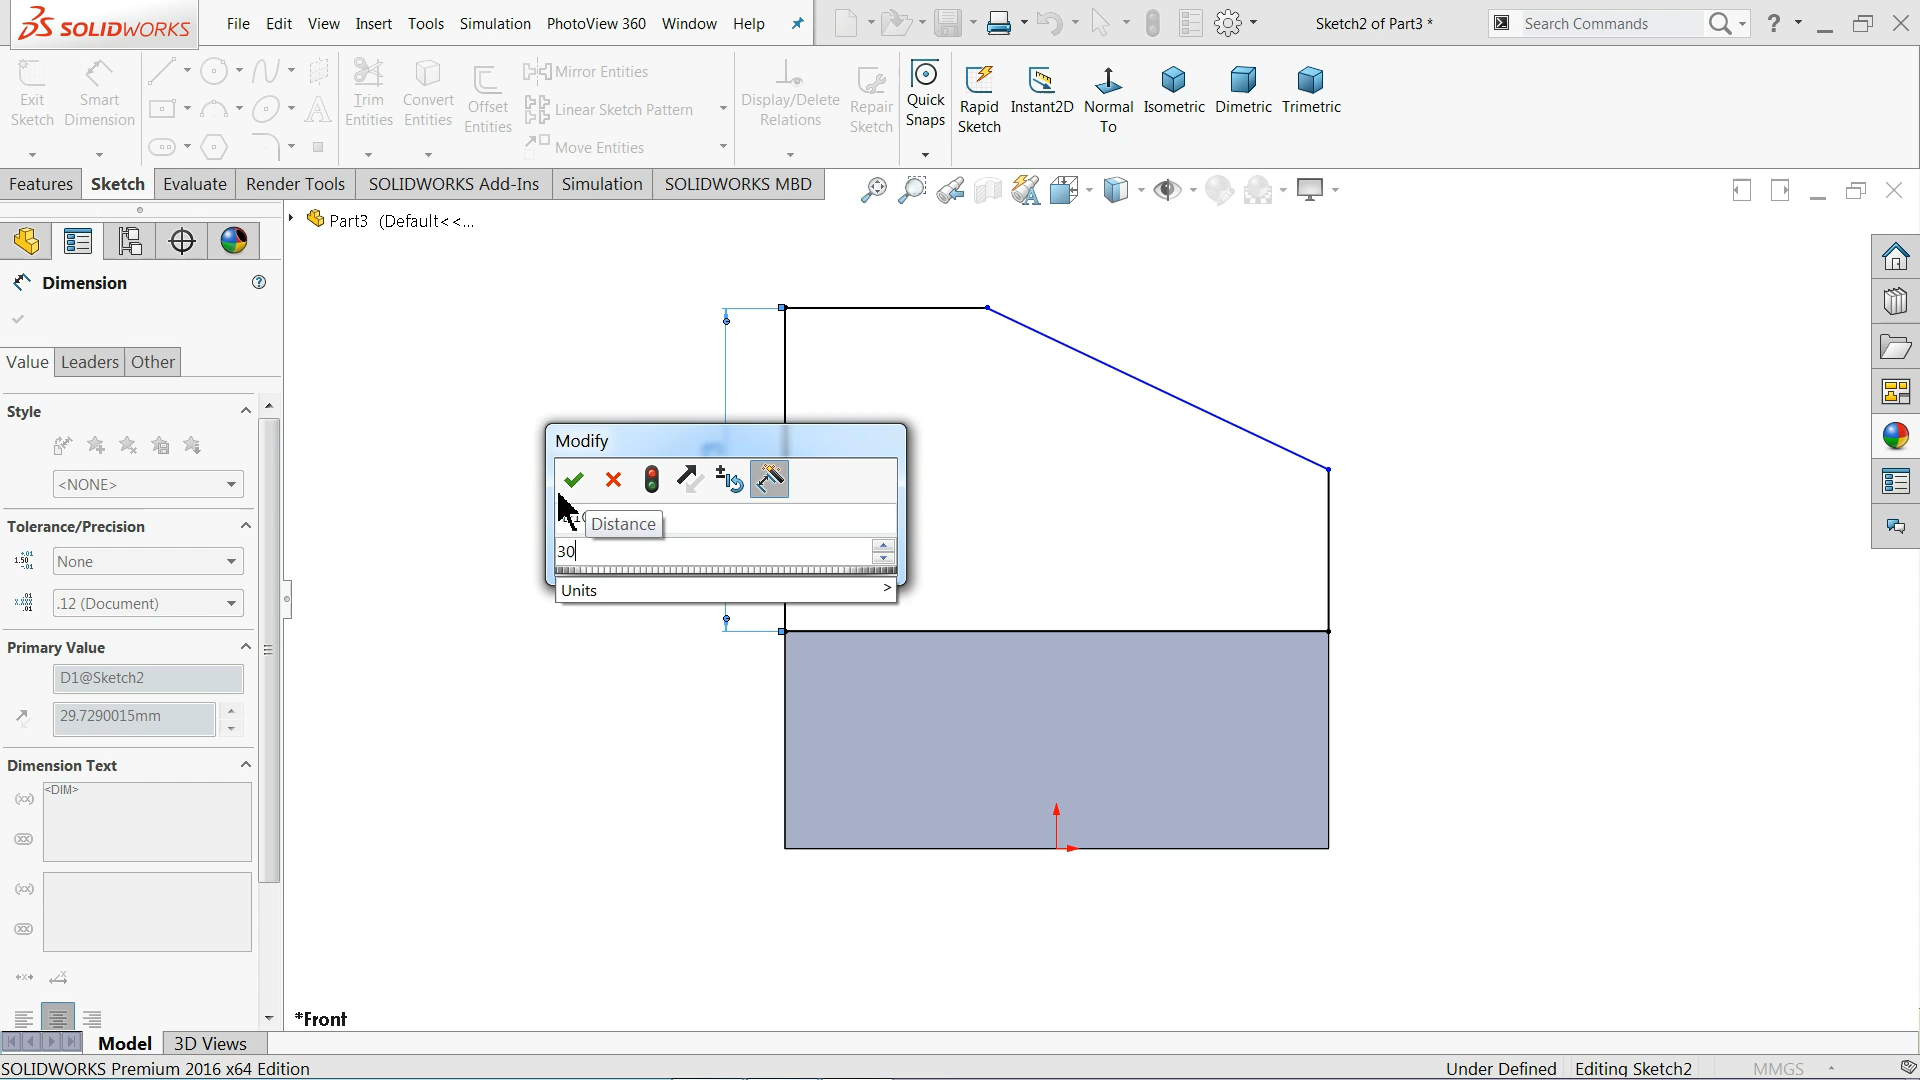 SOLIDWORKS File Edit View Insert Tools Simulation PhotoView 360 Window Help Sketch2 of Part3 * Search Commands ?
Exit Sketch
Smart Dimension
Trim Entities
Convert Entities
Offset Entities
Mirror Entities
Linear Sketch Pattern
Move Entities
Display/Delete Relations
Repair Sketch
Quick Snaps
Rapid Sketch
Instant2D
Normal To
Isometric
Dimetric
Trimetric
Features Sketch Evaluate Render Tools SOLIDWORKS Add-Ins Simulation SOLIDWORKS MBD
Part3 (Default<<...
Dimension
Value Leaders Other
Style
<NONE>
Tolerance/Precision
None
.12 (Document)
Primary Value
D1@Sketch2
29.7290015mm
Dimension Text
<DIM>
Modify
Distance
30
Units >
*Front
Model 3D Views
SOLIDWORKS Premium 2016 x64 Edition Under Defined Editing Sketch2 MMGS